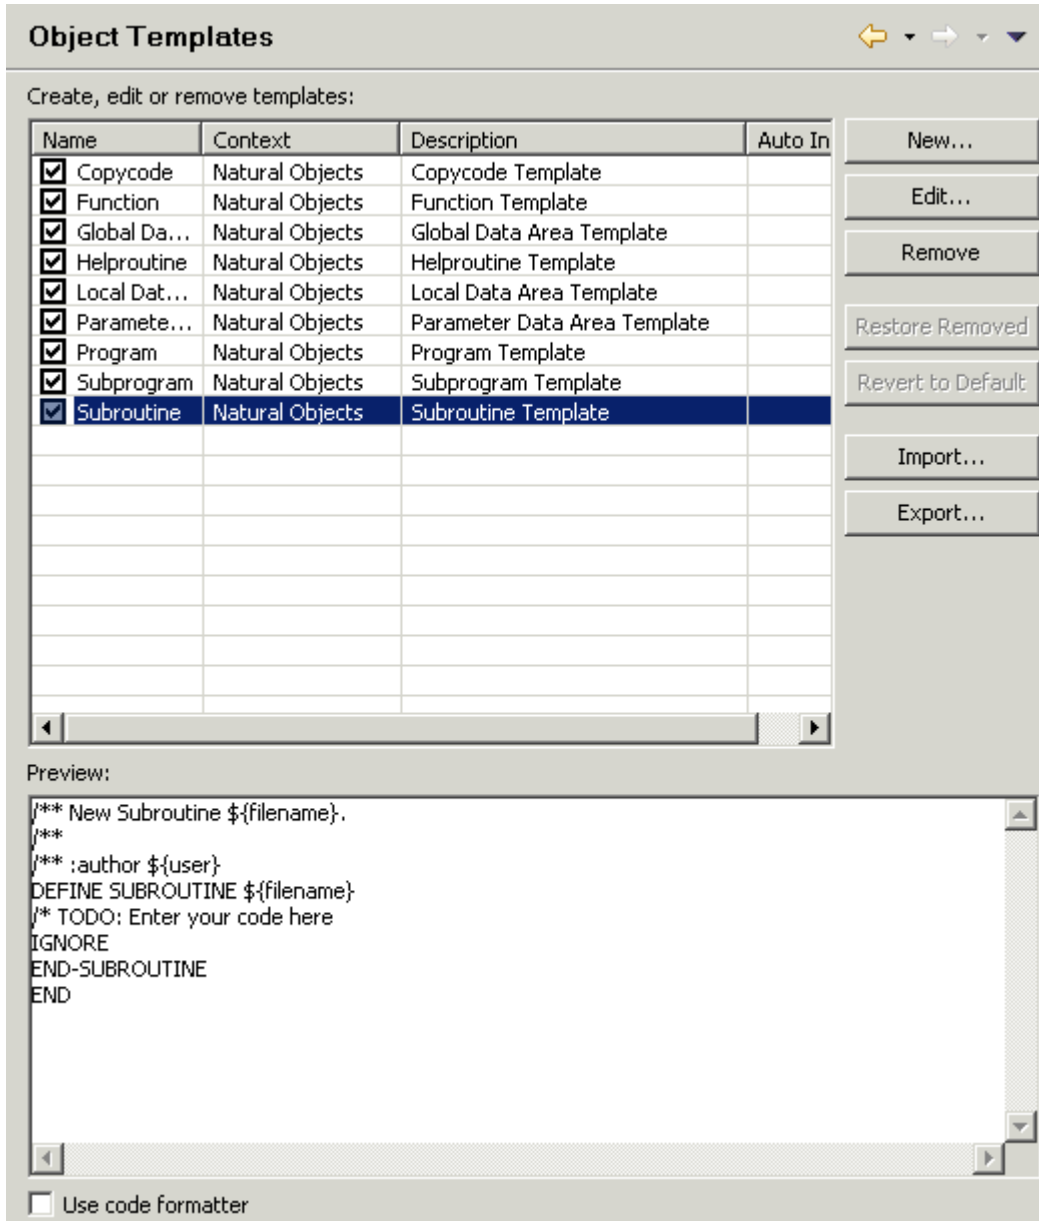 Object Templates
Create, edit or remove templates:
Name Context Description Auto In
Copycode Natural Objects Copycode Template
Function Natural Objects Function Template
Global Da... Natural Objects Global Data Area Template
Helproutine Natural Objects Helproutine Template
Local Dat... Natural Objects Local Data Area Template
Paramete... Natural Objects Parameter Data Area Template
Program Natural Objects Program Template
Subprogram Natural Objects Subprogram Template
Subroutine Natural Objects Subroutine Template
New...
Edit...
Remove
Restore Removed
Revert to Default
Import...
Export...
Preview:
/** New Subroutine ${filename}.
/**
/** :author ${user}
DEFINE SUBROUTINE ${filename}
/* TODO: Enter your code here
IGNORE
END-SUBROUTINE
END
Use code formatter